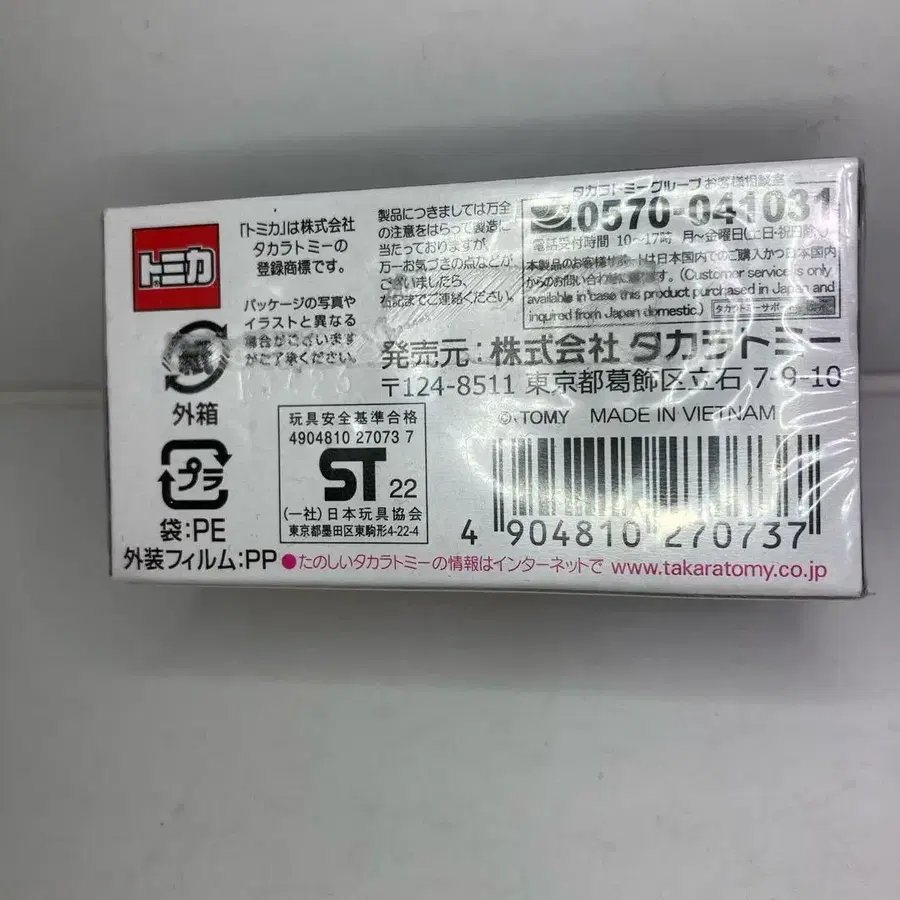 トミカ
「トミカ」は株式会社
タカラトミーの
登録商標です。
パッケージの写真や
イラストと異なる
場合がございます
がご了承ください。
製品につきましては万全
の注意をはらって製造に
当たっておりますが、
万一お気づきの点などが
ございましたら、
右記までご連絡ください。
タカラトミーグループ お客様相談室
0570-041031
電話受付時間 10~17時 月~金曜日(土日・祝日除く)
本製品のお客様サポートは日本国内でのご購入かつ日本国内
からのお問い合わせに限ります。(Customer service is only
available in case this product purchased in Japan and
inquired from Japan domestic.)
紙
外箱
発売元:株式会社 タカラトミー
〒124-8511 東京都葛飾区立石 7-9-10
© TOMY MADE IN VIETNAM
玩具安全基準合格
4904810 27073 7
ST 22
(一社)日本玩具協会
東京都墨田区東駒形4-22-4
プラ
袋:PE
外装フィルム:PP
4 904810 270737
●たのしいタカラトミーの情報はインターネットで www.takaratomy.co.jp